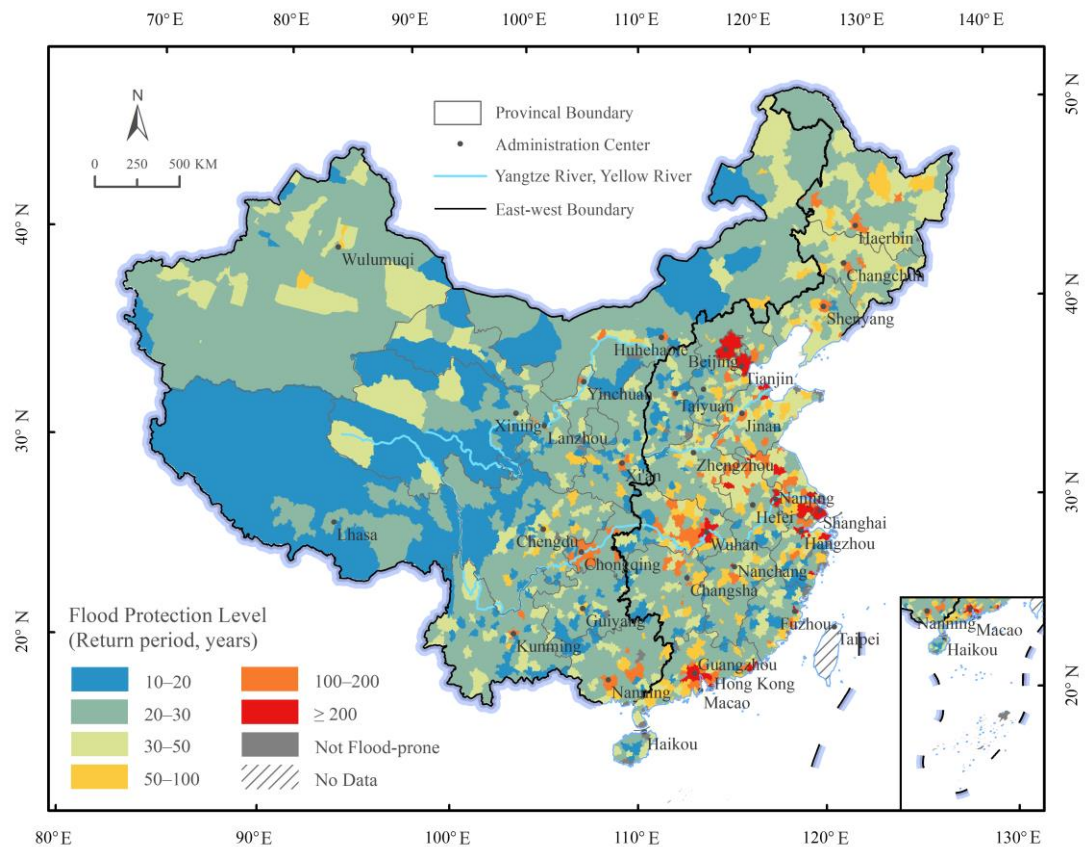 70° E 80° E 90° E 100° E 110° E 120° E 130° E 140° E
50° N
40° N
30° N
20° N
50° N
40° N
30° N
20° N
N
0 250 500 KM
Provincal Boundary
Administration Center
Yangtze River, Yellow River
East-west Boundary
Haerbin
Wulumuqi
Changchun
Shenyang
Huhehaote
Beijing
Tianjin
Yinchuan
Taiyuan
Xining
Jinan
Lanzhou
Zhengzhou
Xi'an
Nanjing
Hefei
Shanghai
Lhasa
Chengdu
Wuhan
Hangzhou
Chongqing
Nanchang
Changsha
Guiyang
Fuzhou
Taipei
Kunming
Guangzhou
Nanning
Hong Kong
Macao
Haikou
Nanning
Macao
Haikou
Flood Protection Level
(Return period, years)
10–20
20–30
30–50
50–100
100–200
≥ 200
Not Flood-prone
No Data
80° E 90° E 100° E 110° E 120° E 130° E